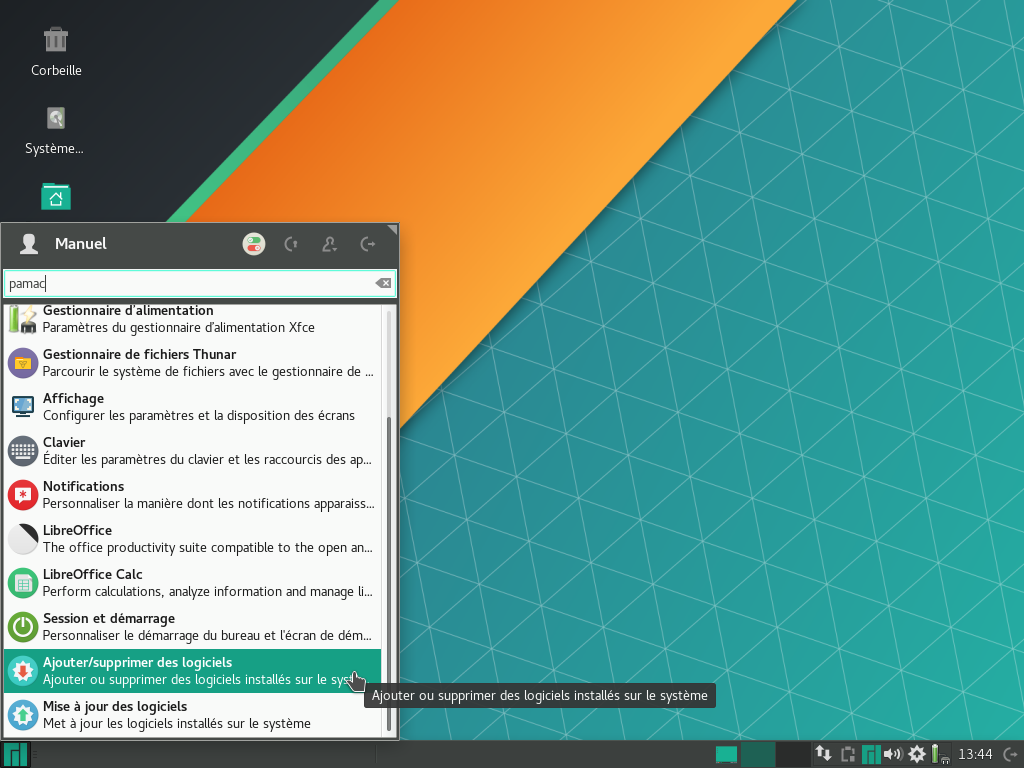 Corbeille
Système...
Manuel
pamac
Gestionnaire d'alimentation
Paramètres du gestionnaire d'alimentation Xfce
Gestionnaire de fichiers Thunar
Parcourir le système de fichiers avec le gestionnaire de ...
Affichage
Configurer les paramètres et la disposition des écrans
Clavier
Éditer les paramètres du clavier et les raccourcis des ap...
Notifications
Personnaliser la manière dont les notifications apparaiss...
LibreOffice
The office productivity suite compatible to the open an...
LibreOffice Calc
Perform calculations, analyze information and manage li...
Session et démarrage
Personnaliser le démarrage du bureau et l'écran de dém...
Ajouter/supprimer des logiciels
Ajouter ou supprimer des logiciels installés sur le syst
Ajouter ou supprimer des logiciels installés sur le système
Mise à jour des logiciels
Met à jour les logiciels installés sur le système
13:44